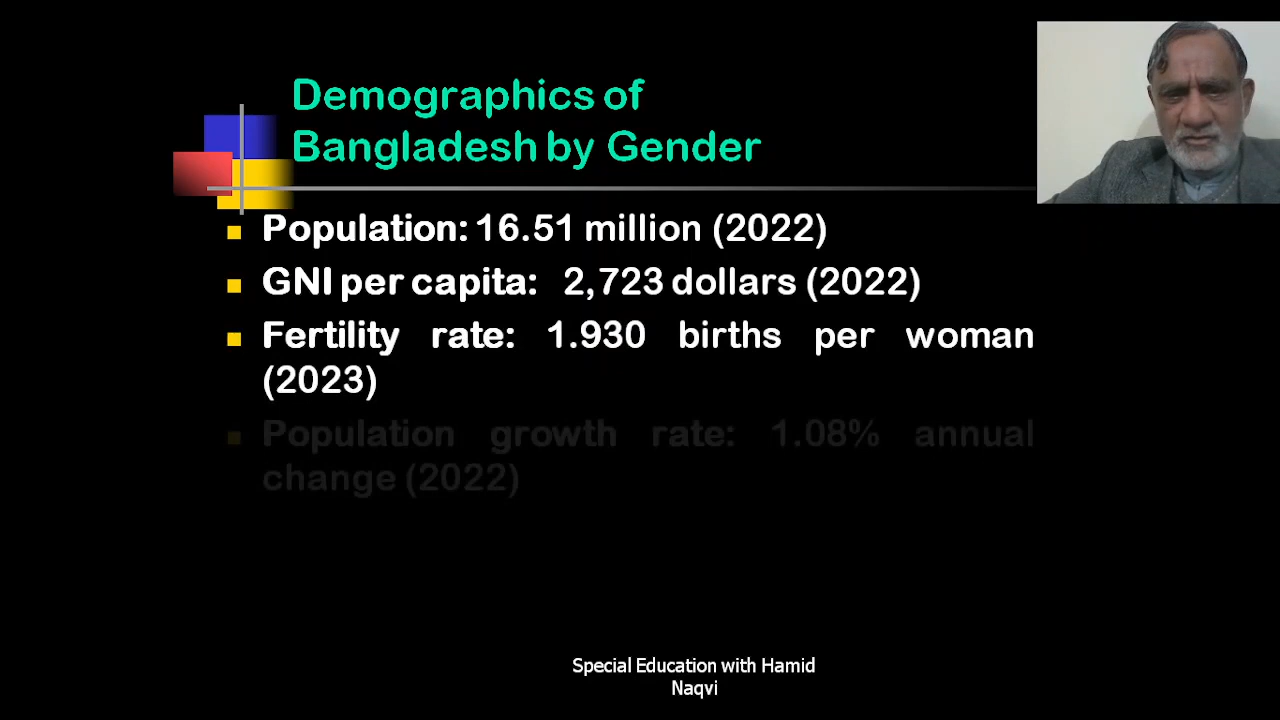 Demographics of
Bangladesh by Gender
Population: 16.51 million (2022)
GNI per capita: 2,723 dollars (2022)
Fertility rate: 1.930 births per woman
(2023)
Population growth rate: 1.08% annual
change (2022)
Special Education with Hamid
Naqvi